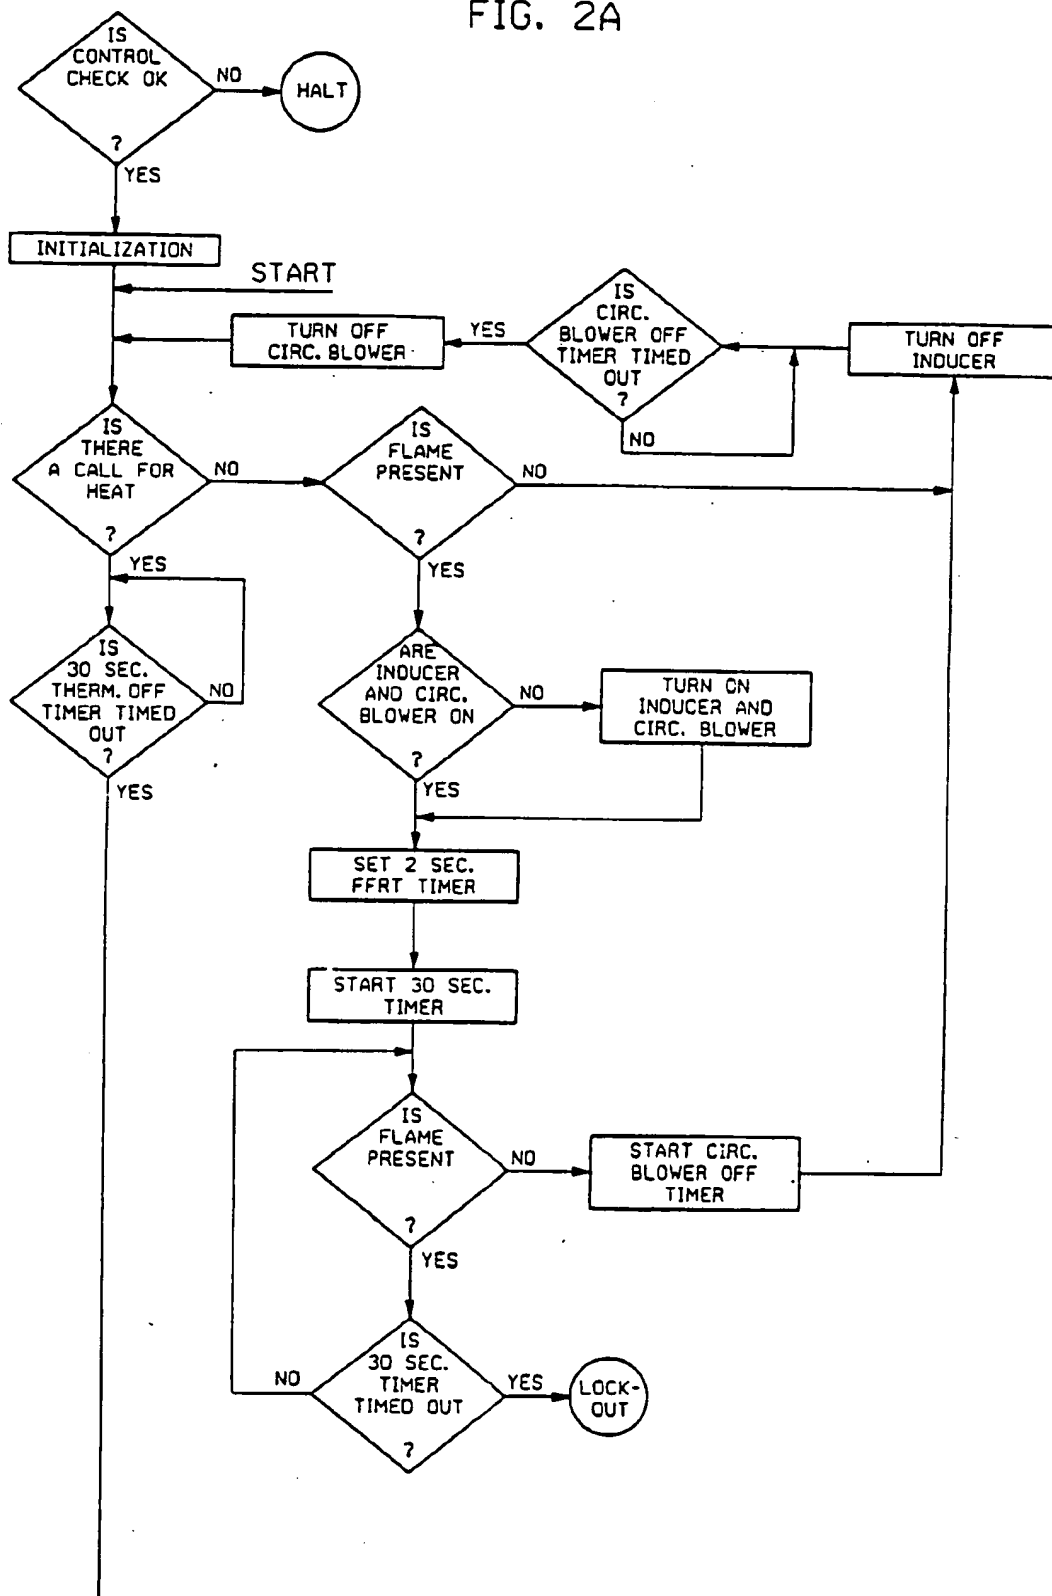 FIG. 2A
IS
CONTROL
CHECK OK
?
NO
HALT
YES
INITIALIZATION
START
TURN OFF
CIRC. BLOWER
YES
IS
CIRC.
BLOWER OFF
TIMER TIMED
OUT
?
NO
TURN OFF
INDUCER
IS
THERE
A CALL FOR
HEAT
?
NO
YES
IS
FLAME
PRESENT
?
NO
YES
IS
30 SEC.
THERM. OFF
TIMER TIMED
OUT
?
NO
YES
ARE
INDUCER
AND CIRC.
BLOWER ON
?
NO
YES
TURN ON
INDUCER AND
CIRC. BLOWER
SET 2 SEC.
FFRT TIMER
START 30 SEC.
TIMER
IS
FLAME
PRESENT
?
NO
YES
START CIRC.
BLOWER OFF
TIMER
IS
30 SEC.
TIMER
TIMED OUT
?
NO
YES
LOCK-
OUT